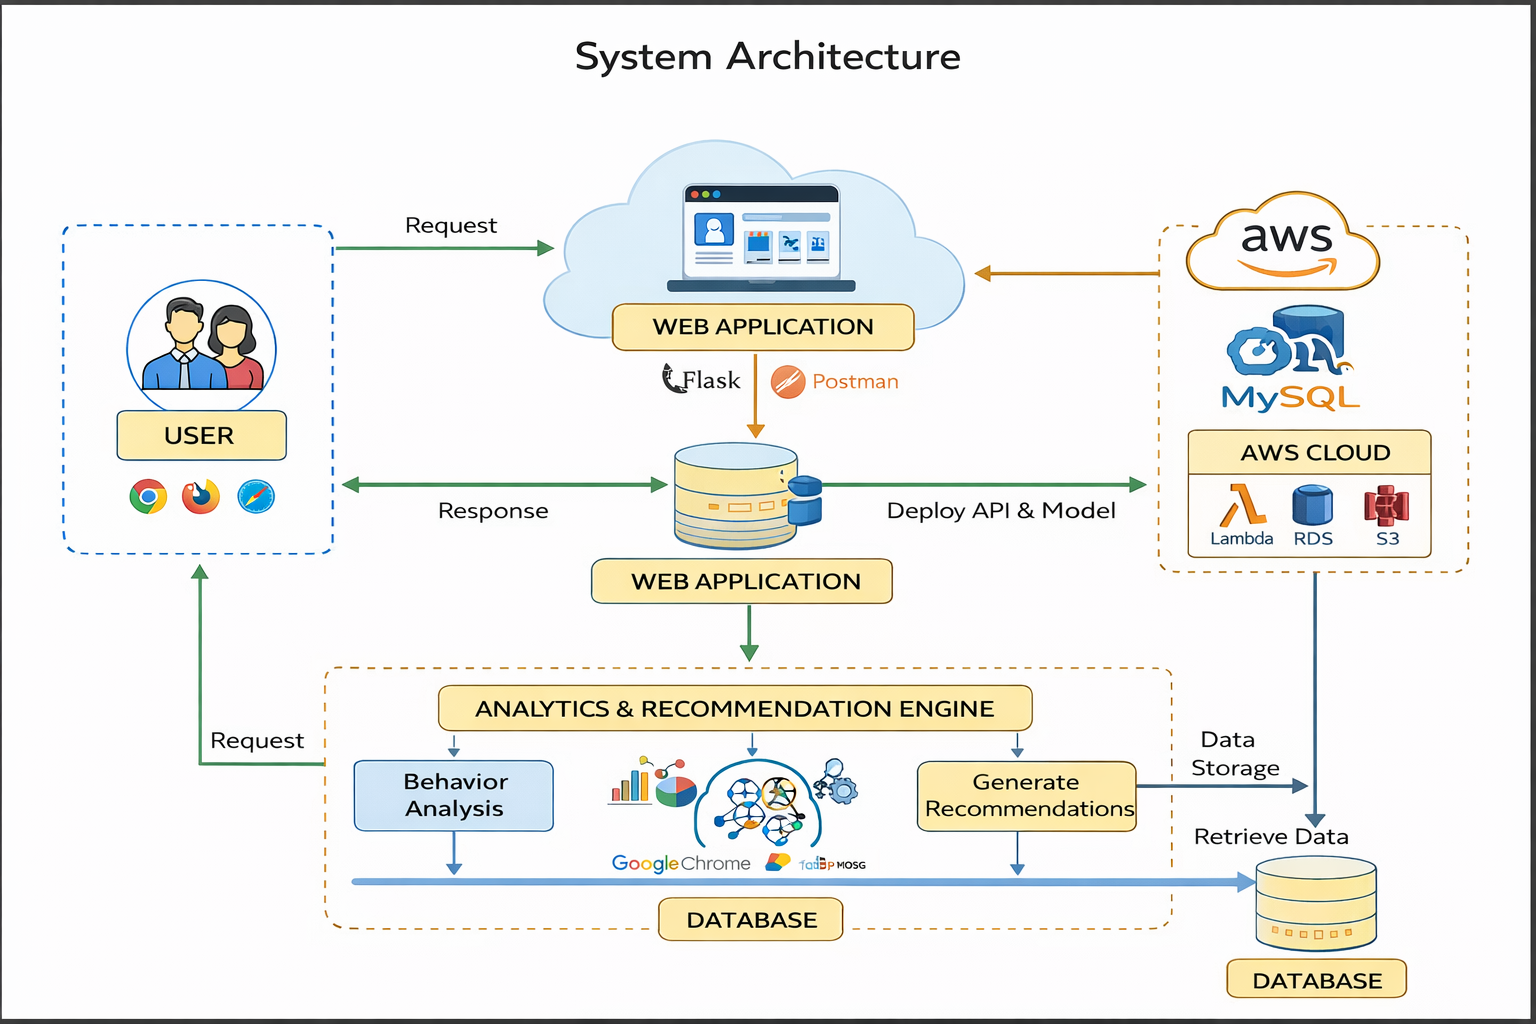 System Architecture
Request
aws
WEB APPLICATION
Flask
Postman
MySQL
USER
AWS CLOUD
Response
Deploy API & Model
Lambda
RDS
S3
WEB APPLICATION
ANALYTICS & RECOMMENDATION ENGINE
Request
Data
Storage
Behavior
Analysis
Generate
Recommendations
Retrieve Data
Google Chrome
MOSG
DATABASE
DATABASE